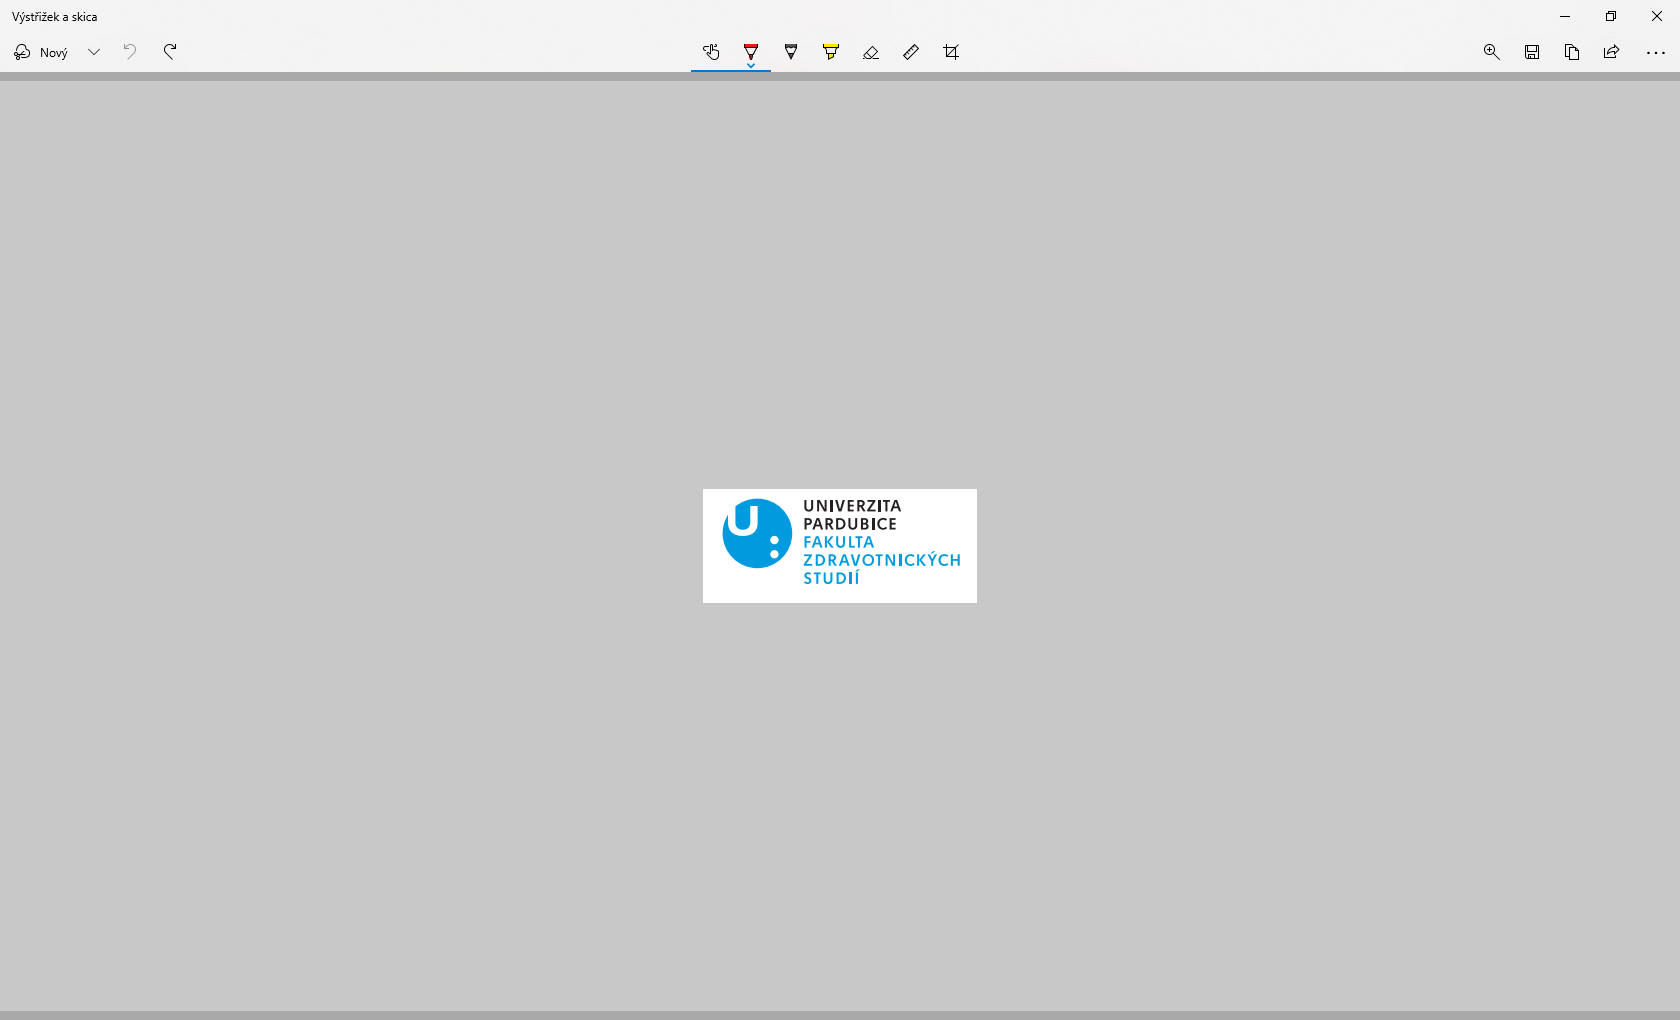 Výstřižek a skica
Nový
UNIVERZITA
PARDUBICE
FAKULTA
ZDRAVOTNICKÝCH
STUDIÍ